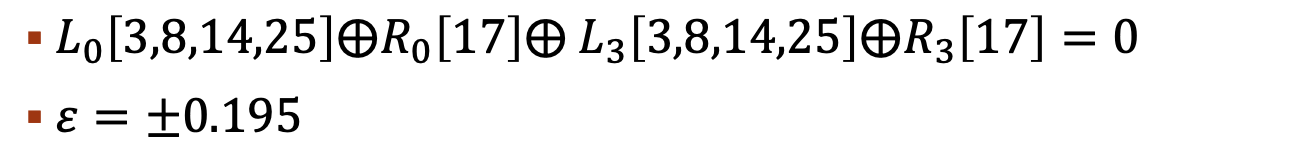 ▪ 𝐿₀[3,8,14,25]⊕𝑅₀[17]⊕ 𝐿₃[3,8,14,25]⊕𝑅₃[17] = 0
▪ 𝜀 = ±0.195